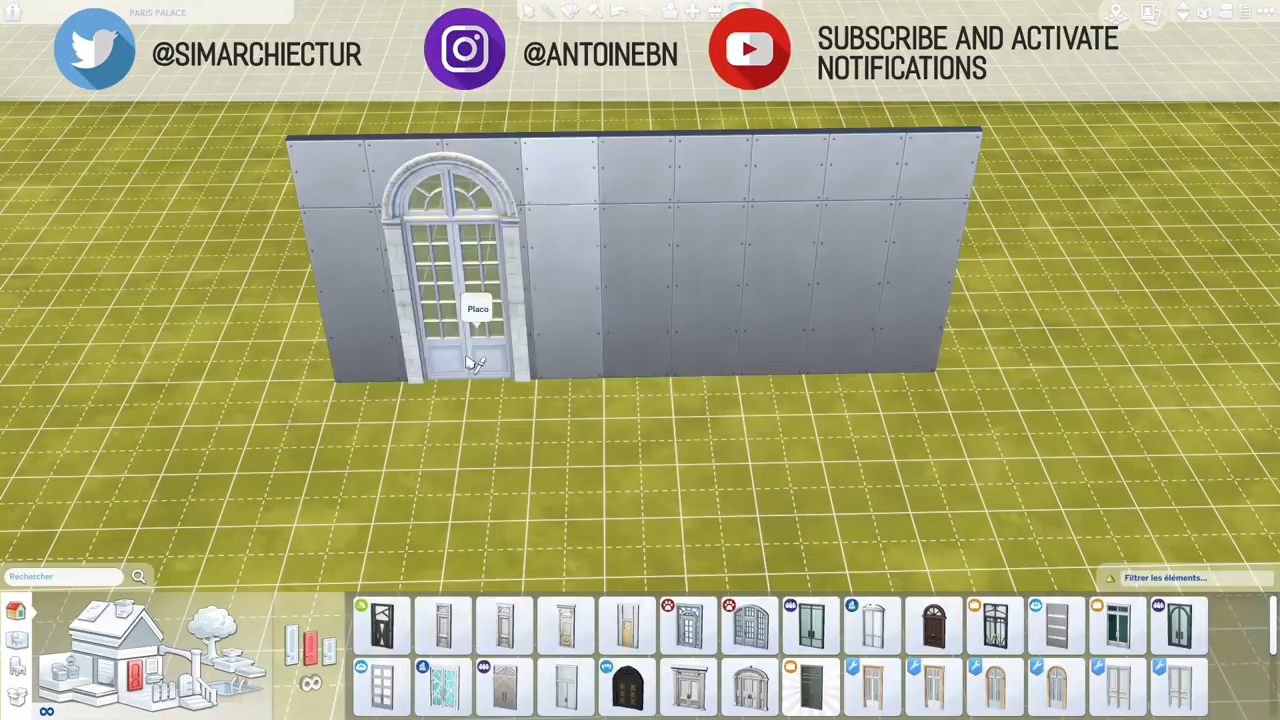 PARIS PALACE
@SIMARCHIECTUR
@ANTOINEBN
SUBSCRIBE AND ACTIVATE
NOTIFICATIONS
Placo
Rechercher
Filtrer les éléments...